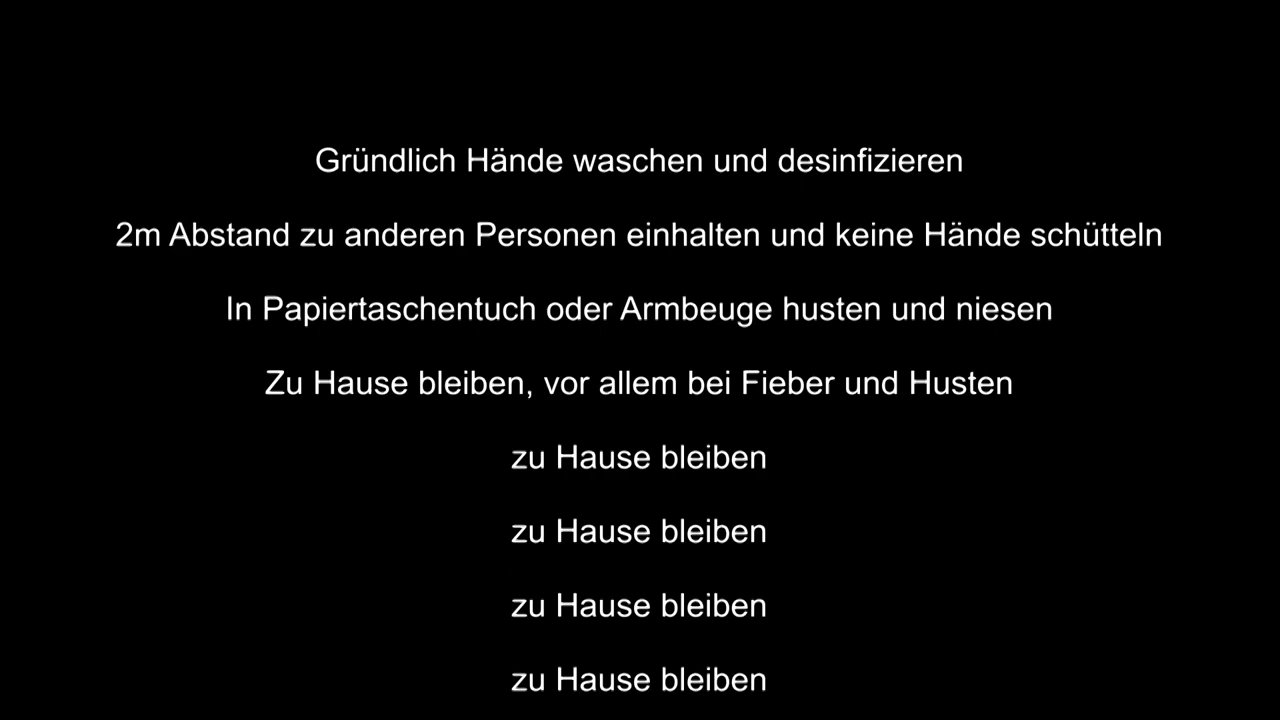 Gründlich Hände waschen und desinfizieren
2m Abstand zu anderen Personen einhalten und keine Hände schütteln
In Papiertaschentuch oder Armbeuge husten und niesen
Zu Hause bleiben, vor allem bei Fieber und Husten
zu Hause bleiben
zu Hause bleiben
zu Hause bleiben
zu Hause bleiben